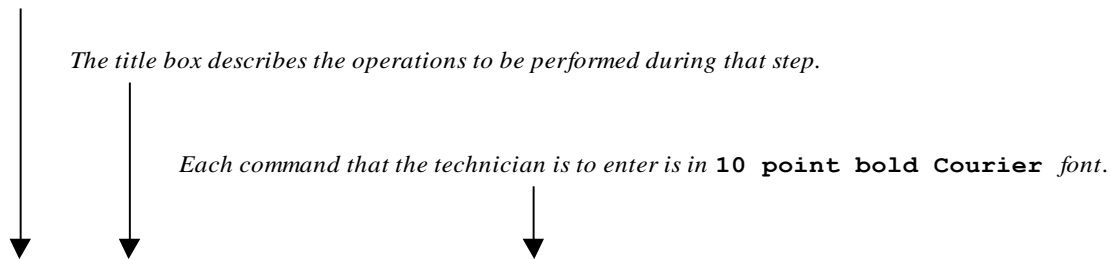 The title box describes the operations to be performed during that step.
Each command that the technician is to enter is in 10 point bold Courier font.